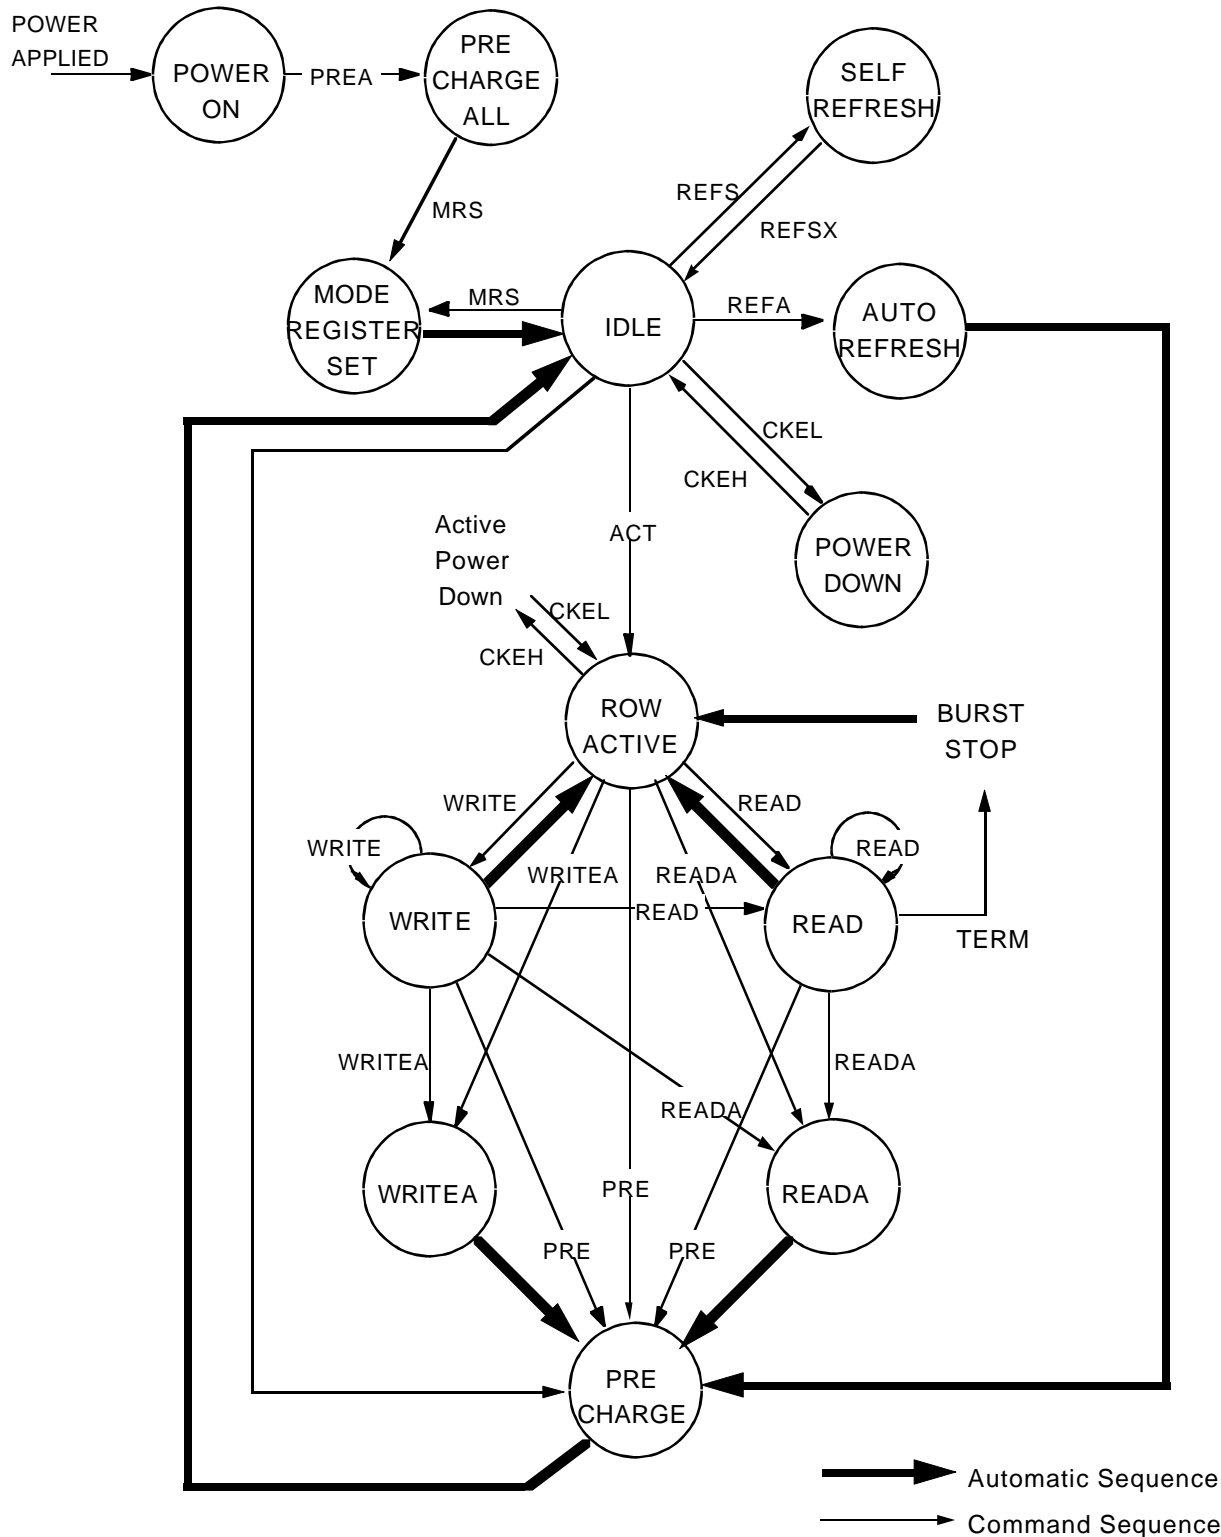 POWER
APPLIED
POWER
ON
PREA
PRE
CHARGE
ALL
SELF
REFRESH
MRS
REFS
REFSX
MODE
REGISTER
SET
MRS
IDLE
REFA
AUTO
REFRESH
CKEL
CKEH
POWER
DOWN
Active
Power
Down
ACT
CKEL
CKEH
ROW
ACTIVE
BURST
STOP
WRITE
READ
WRITE
WRITEA
READA
READ
WRITE
READ
READ
TERM
WRITEA
READA
READA
WRITEA
PRE
READA
PRE
PRE
PRE
CHARGE
Automatic Sequence
Command Sequence